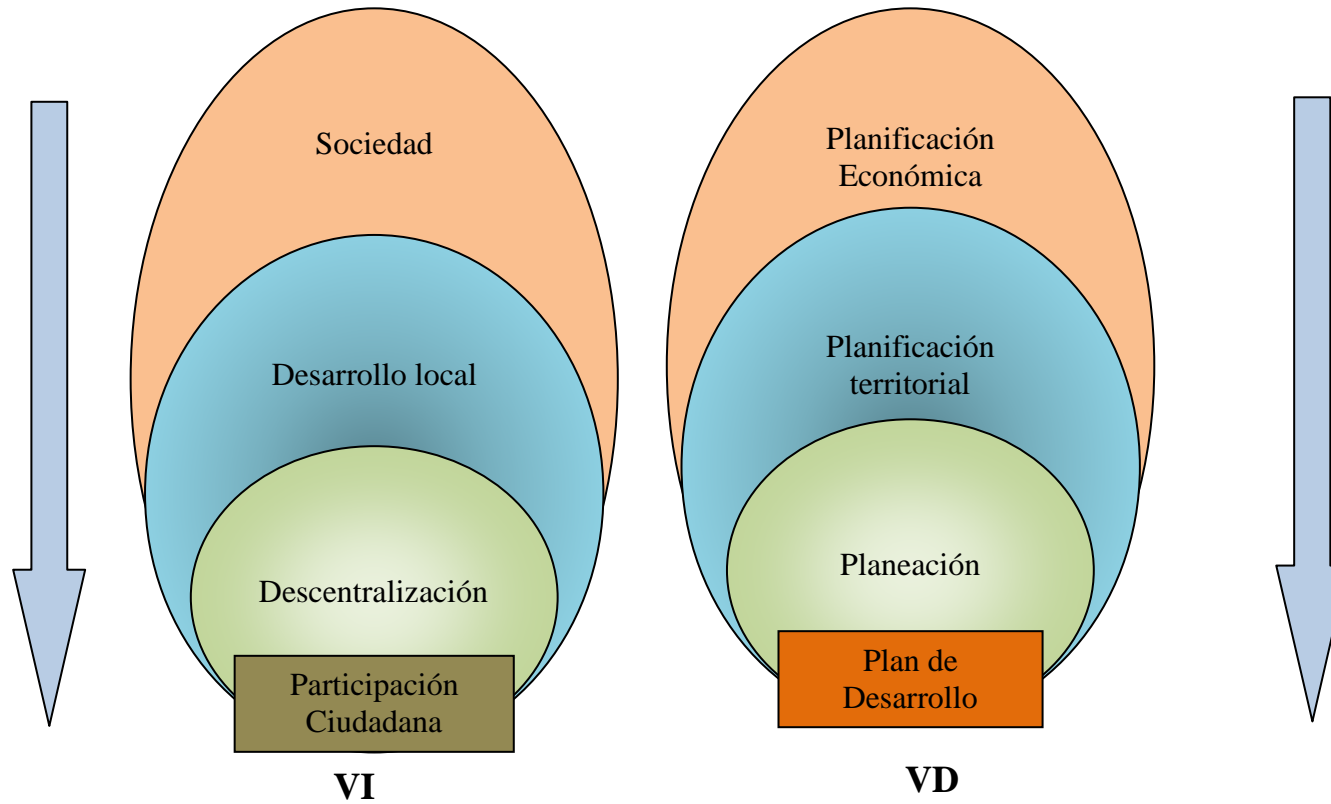 Sociedad
Desarrollo local
Descentralización
Participación
Ciudadana
VI
Planificación
Económica
Planificación
territorial
Planeación
Plan de
Desarrollo
VD